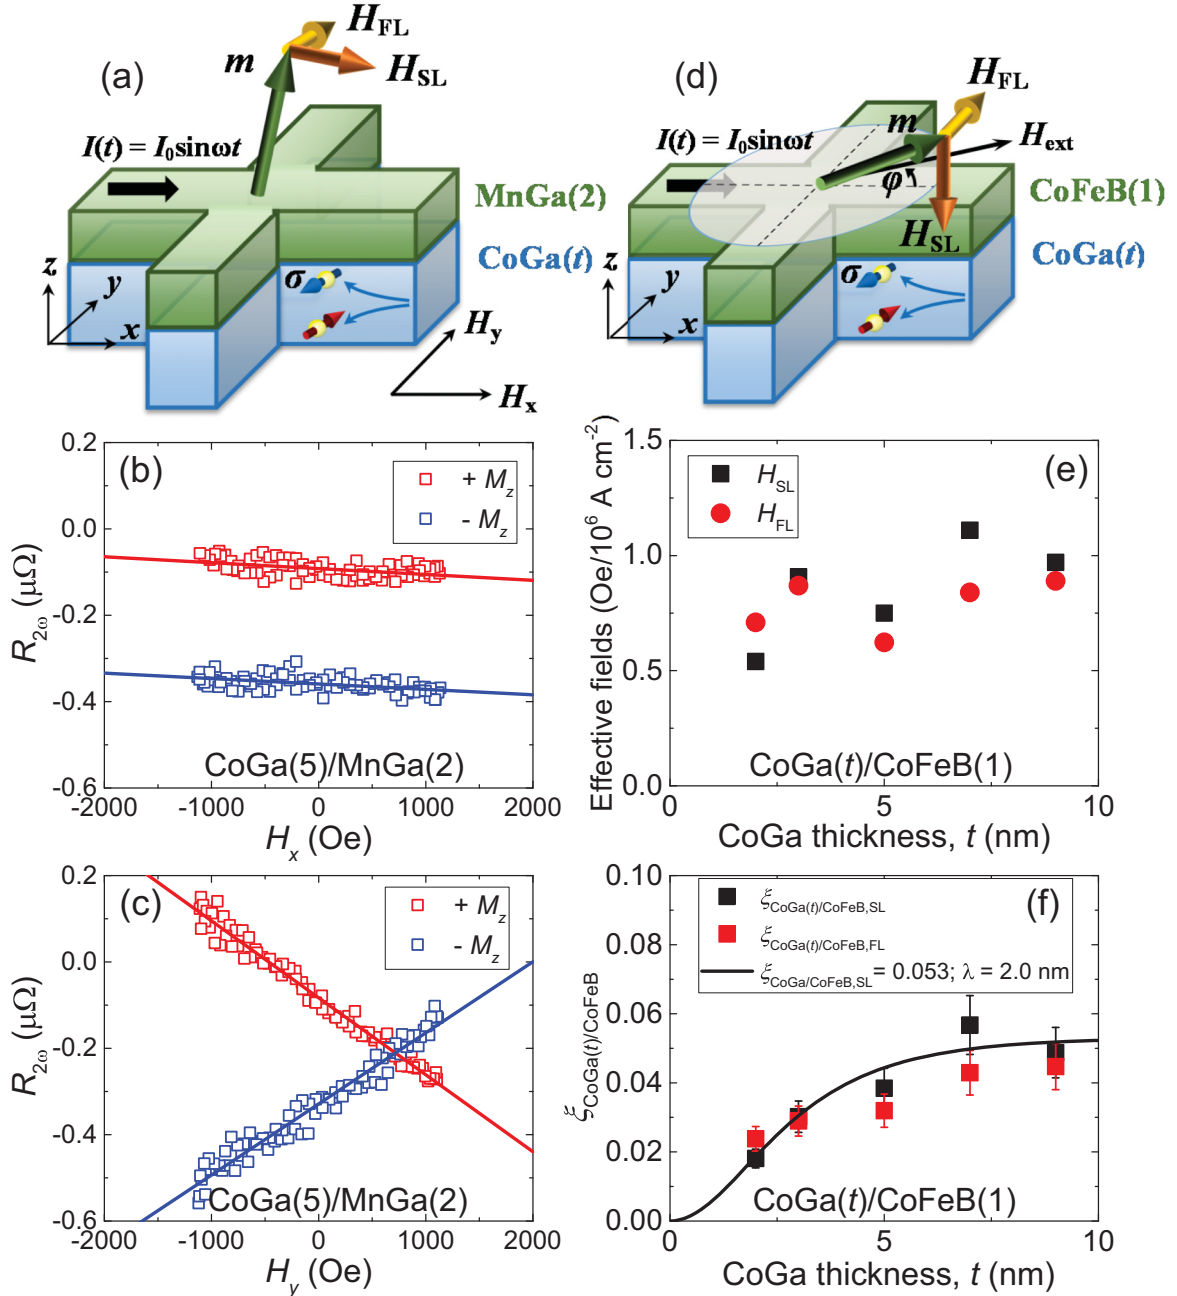 (a)
m
H_FL
H_SL
I(t) = I₀sinωt
MnGa(2)
CoGa(t)
σ
z
y
x
H_y
H_x
(d)
m
H_FL
H_ext
H_SL
φ
I(t) = I₀sinωt
CoFeB(1)
CoGa(t)
σ
z
y
x
(b)
+ M_z
- M_z
R_2ω (μΩ)
0.2
0.0
-0.2
-0.4
-0.6
CoGa(5)/MnGa(2)
-2000 -1000 0 1000 2000
H_x (Oe)
(e)
H_SL
H_FL
Effective fields (Oe/10⁶ A cm⁻²)
1.5
1.0
0.5
0.0
CoGa(t)/CoFeB(1)
0 5 10
CoGa thickness, t (nm)
(c)
+ M_z
- M_z
R_2ω (μΩ)
0.2
0.0
-0.2
-0.4
-0.6
CoGa(5)/MnGa(2)
-2000 -1000 0 1000 2000
H_y (Oe)
(f)
ξ_CoGa(t)/CoFeB,SL
ξ_CoGa(t)/CoFeB,FL
ξ_CoGa/CoFeB,SL = 0.053; λ = 2.0 nm
ξ_CoGa(t)/CoFeB
0.10
0.08
0.06
0.04
0.02
0.00
CoGa(t)/CoFeB(1)
0 5 10
CoGa thickness, t (nm)